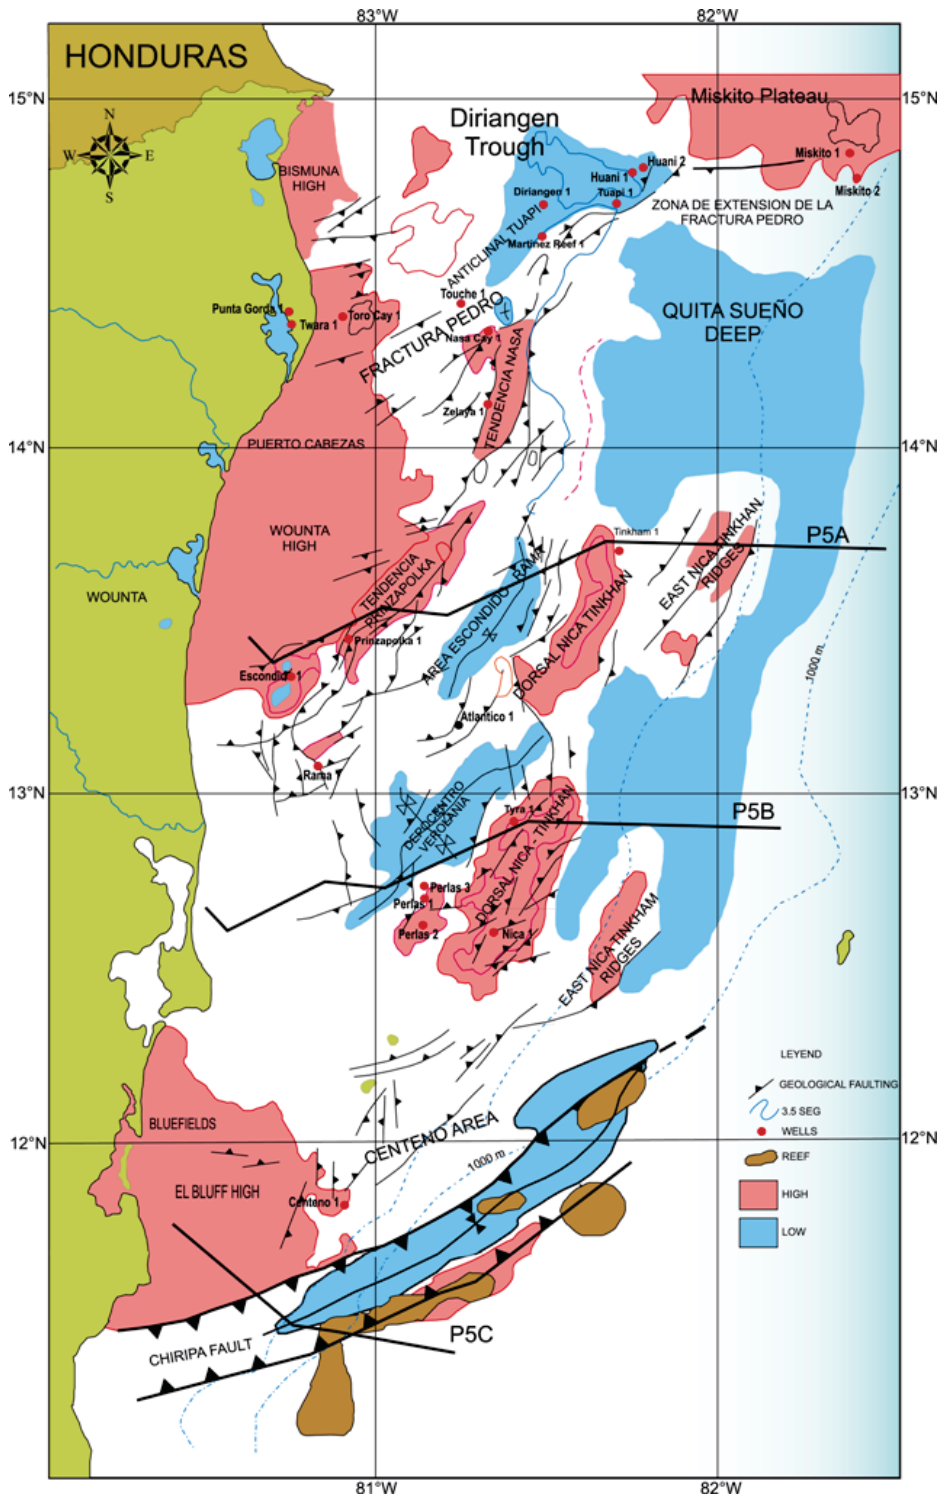 83°W
82°W
HONDURAS
15°N
15°N
N
W
E
S
Diriangen
Trough
Miskito Plateau
Miskito 1
Miskito 2
Huani 2
Huani 1
Diriangen 1
Tuapi 1
BISMUNA
HIGH
ZONA DE EXTENSION DE LA
FRACTURA PEDRO
ANTICLINAL TUAPI
Martinez Reef 1
Touche 1
Punta Gorda 1
Twara 1
Toro Cay 1
FRACTURA PEDRO
Nasa Cay 1
QUITA SUEÑO
DEEP
TENDENCIA NASA
Zelaya 1
14°N
14°N
PUERTO CABEZAS
WOUNTA
HIGH
Tinkham 1
P5A
EAST NICA-TINKHAN
RIDGES
TENDENCIA
PRINZAPOLKA
AREA ESCONDIDO RAMA
WOUNTA
DORSAL NICA TINKHAN
Prinzapolka 1
Escondido 1
1000 m.
Atlantico 1
Rama
13°N
13°N
DEPOCENTRO
VEROLANIA
Tyra 1
P5B
DORSAL NICA - TINKHAN
Perlas 3
Perlas 1
Perlas 2
Nica 1
EAST NICA TINKHAM
RIDGES
LEYEND
GEOLOGICAL FAULTING
3.5 SEG
WELLS
REEF
HIGH
LOW
BLUEFIELDS
12°N
12°N
CENTENO AREA
1000 m
EL BLUFF HIGH
Centeno 1
CHIRIPA FAULT
P5C
81°W
82°W